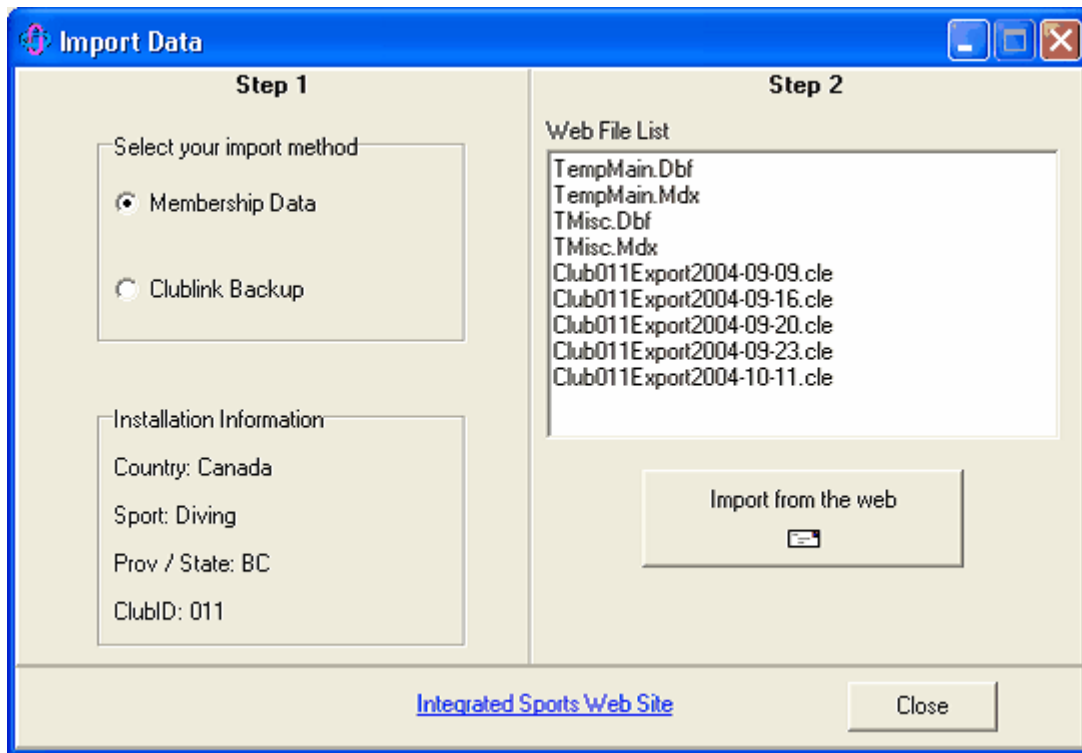 Import Data
Step 1
Select your import method
Membership Data
Clublink Backup
Installation Information
Country: Canada
Sport: Diving
Prov / State: BC
ClubID: 011
Step 2
Web File List
TempMain.Dbf
TempMain.Mdx
TMisc.Dbf
TMisc.Mdx
Club011Export2004-09-09.cle
Club011Export2004-09-16.cle
Club011Export2004-09-20.cle
Club011Export2004-09-23.cle
Club011Export2004-10-11.cle
Import from the web
Integrated Sports Web Site
Close